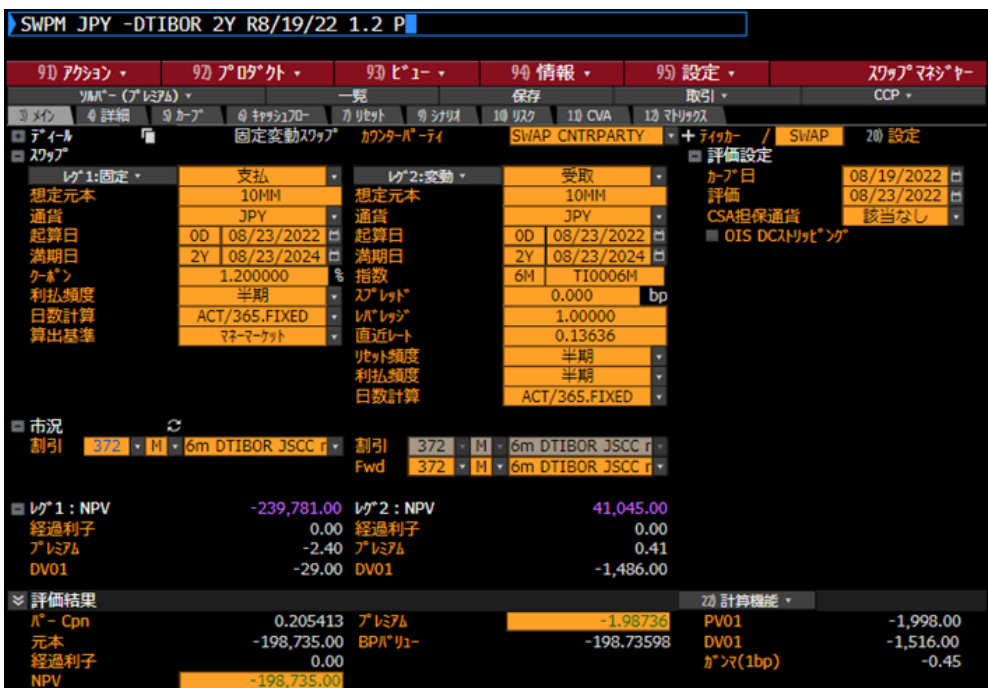 SWPM JPY -DTIBOR 2Y R8/19/22 1.2 P
91) アクション 92) プロダクト 93) ビュー 94) 情報 95) 設定 スワップマネジャー
ソルバー (プレミアム) 一覧 保存 取引 CCP
3) メイン 4) 詳細 5) カーブ 6) キャッシュフロー 7) リセット 9) シナリオ 10) リスク 11) CVA 12) マトリックス
ディール 固定変動スワップ カウンターパーティ SWAP CNTRPARTY ティッカー / SWAP 20) 設定
スワップ 評価設定
レグ1:固定 支払 レグ2:変動 受取 カーブ日 08/19/2022
想定元本 10MM 想定元本 10MM 評価 08/23/2022
通貨 JPY 通貨 JPY CSA担保通貨 該当なし
起算日 0D 08/23/2022 起算日 0D 08/23/2022 OIS DCストリッピング
満期日 2Y 08/23/2024 満期日 2Y 08/23/2024
クーポン 1.200000 % 指数 6M TI0006M
利払頻度 半期 スプレッド 0.000 bp
日数計算 ACT/365.FIXED レバレッジ 1.00000
算出基準 マネーマーケット 直近レート 0.13636
リセット頻度 半期
利払頻度 半期
日数計算 ACT/365.FIXED
市況
割引 372 M 6m DTIBOR JSCC r 割引 372 M 6m DTIBOR JSCC r
Fwd 372 M 6m DTIBOR JSCC r
レグ1 : NPV -239,781.00 レグ2 : NPV 41,045.00
経過利子 0.00 経過利子 0.00
プレミアム -2.40 プレミアム 0.41
DV01 -29.00 DV01 -1,486.00
評価結果 22) 計算機能
パー Cpn 0.205413 プレミアム -1.98736 PV01 -1,998.00
元本 -198,735.00 BPバリュー -198.73598 DV01 -1,516.00
経過利子 0.00 ガンマ(1bp) -0.45
NPV -198,735.00